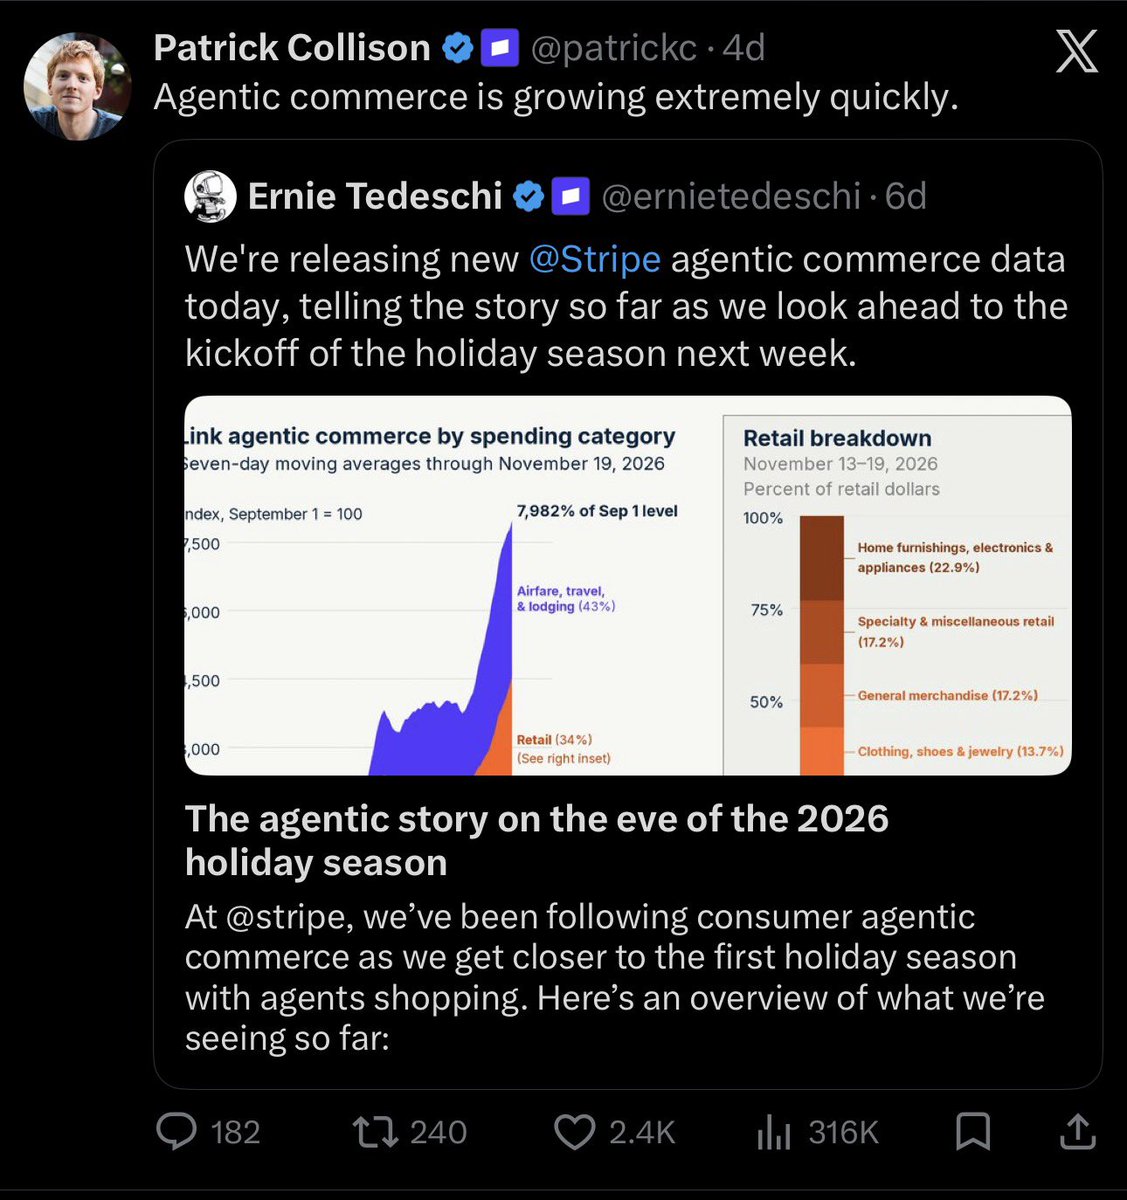 Patrick Collison @patrickc · 4d
Agentic commerce is growing extremely quickly.
Ernie Tedeschi @ernietedeschi · 6d
We're releasing new @Stripe agentic commerce data
today, telling the story so far as we look ahead to the
kickoff of the holiday season next week.
Link agentic commerce by spending category
Seven-day moving averages through November 19, 2026
ndex, September 1 = 100
7,982% of Sep 1 level
7,500
Airfare, travel,
& lodging (43%)
,000
,500
,000
Retail (34%)
(See right inset)
Retail breakdown
November 13–19, 2026
Percent of retail dollars
100%
Home furnishings, electronics &
appliances (22.9%)
75%
Specialty & miscellaneous retail
(17.2%)
50%
General merchandise (17.2%)
Clothing, shoes & jewelry (13.7%)
The agentic story on the eve of the 2026
holiday season
At @stripe, we’ve been following consumer agentic
commerce as we get closer to the first holiday season
with agents shopping. Here’s an overview of what we’re
seeing so far:
182 240 2.4K 316K